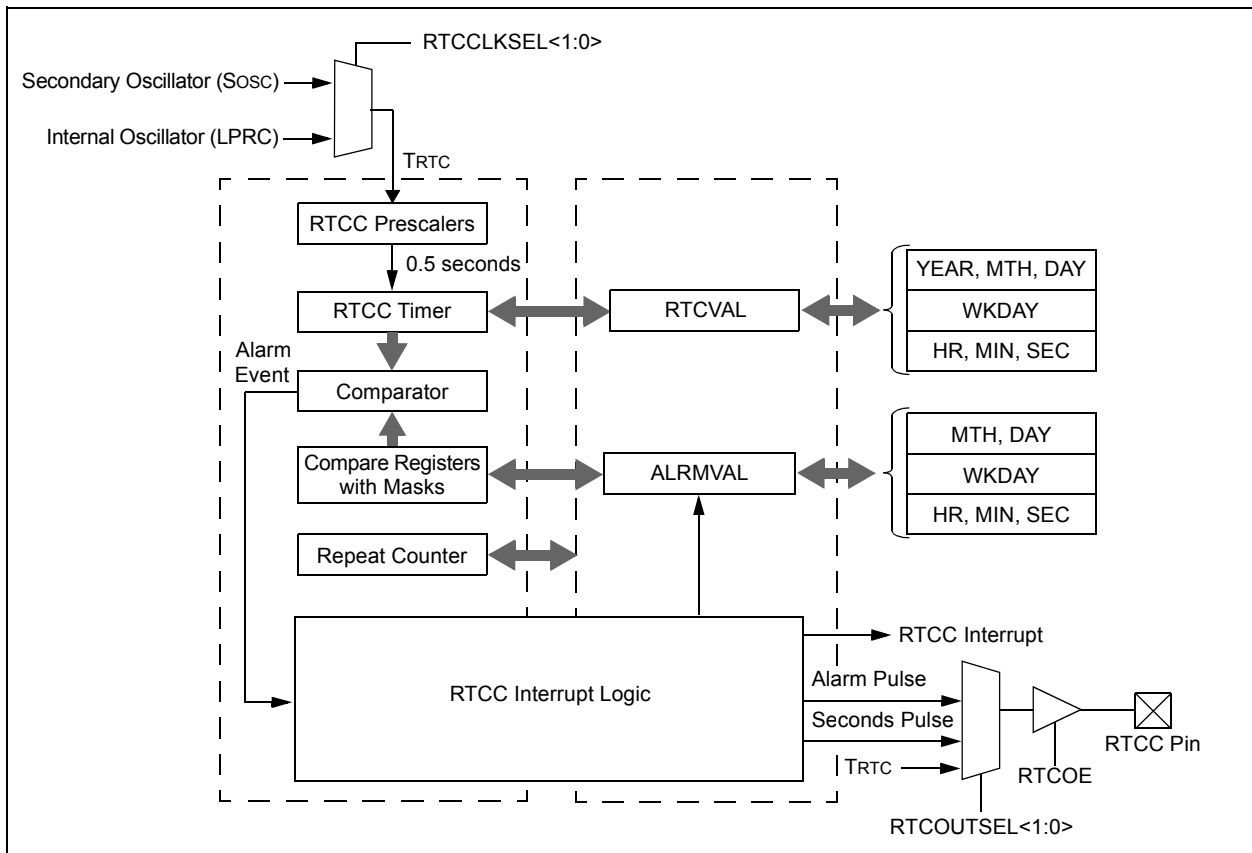 RTCCLKSEL<1:0>
Secondary Oscillator (SOSC)
Internal Oscillator (LPRC)
TRTC
RTCC Prescalers
0.5 seconds
RTCC Timer
RTCVAL
YEAR, MTH, DAY
WKDAY
HR, MIN, SEC
Alarm
Event
Comparator
Compare Registers
with Masks
ALRMVAL
MTH, DAY
WKDAY
HR, MIN, SEC
Repeat Counter
RTCC Interrupt Logic
RTCC Interrupt
Alarm Pulse
Seconds Pulse
TRTC
RTCC Pin
RTCOE
RTCOUTSEL<1:0>